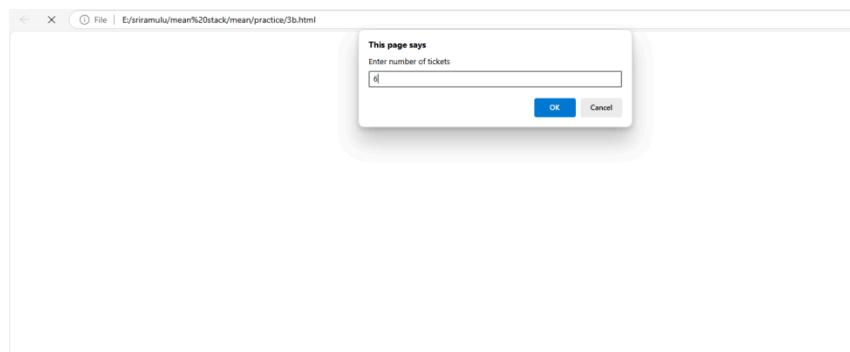 File | E:/sriramulu/mean%20stack/mean/practice/3b.html
This page says
Enter number of tickets
6
OK Cancel